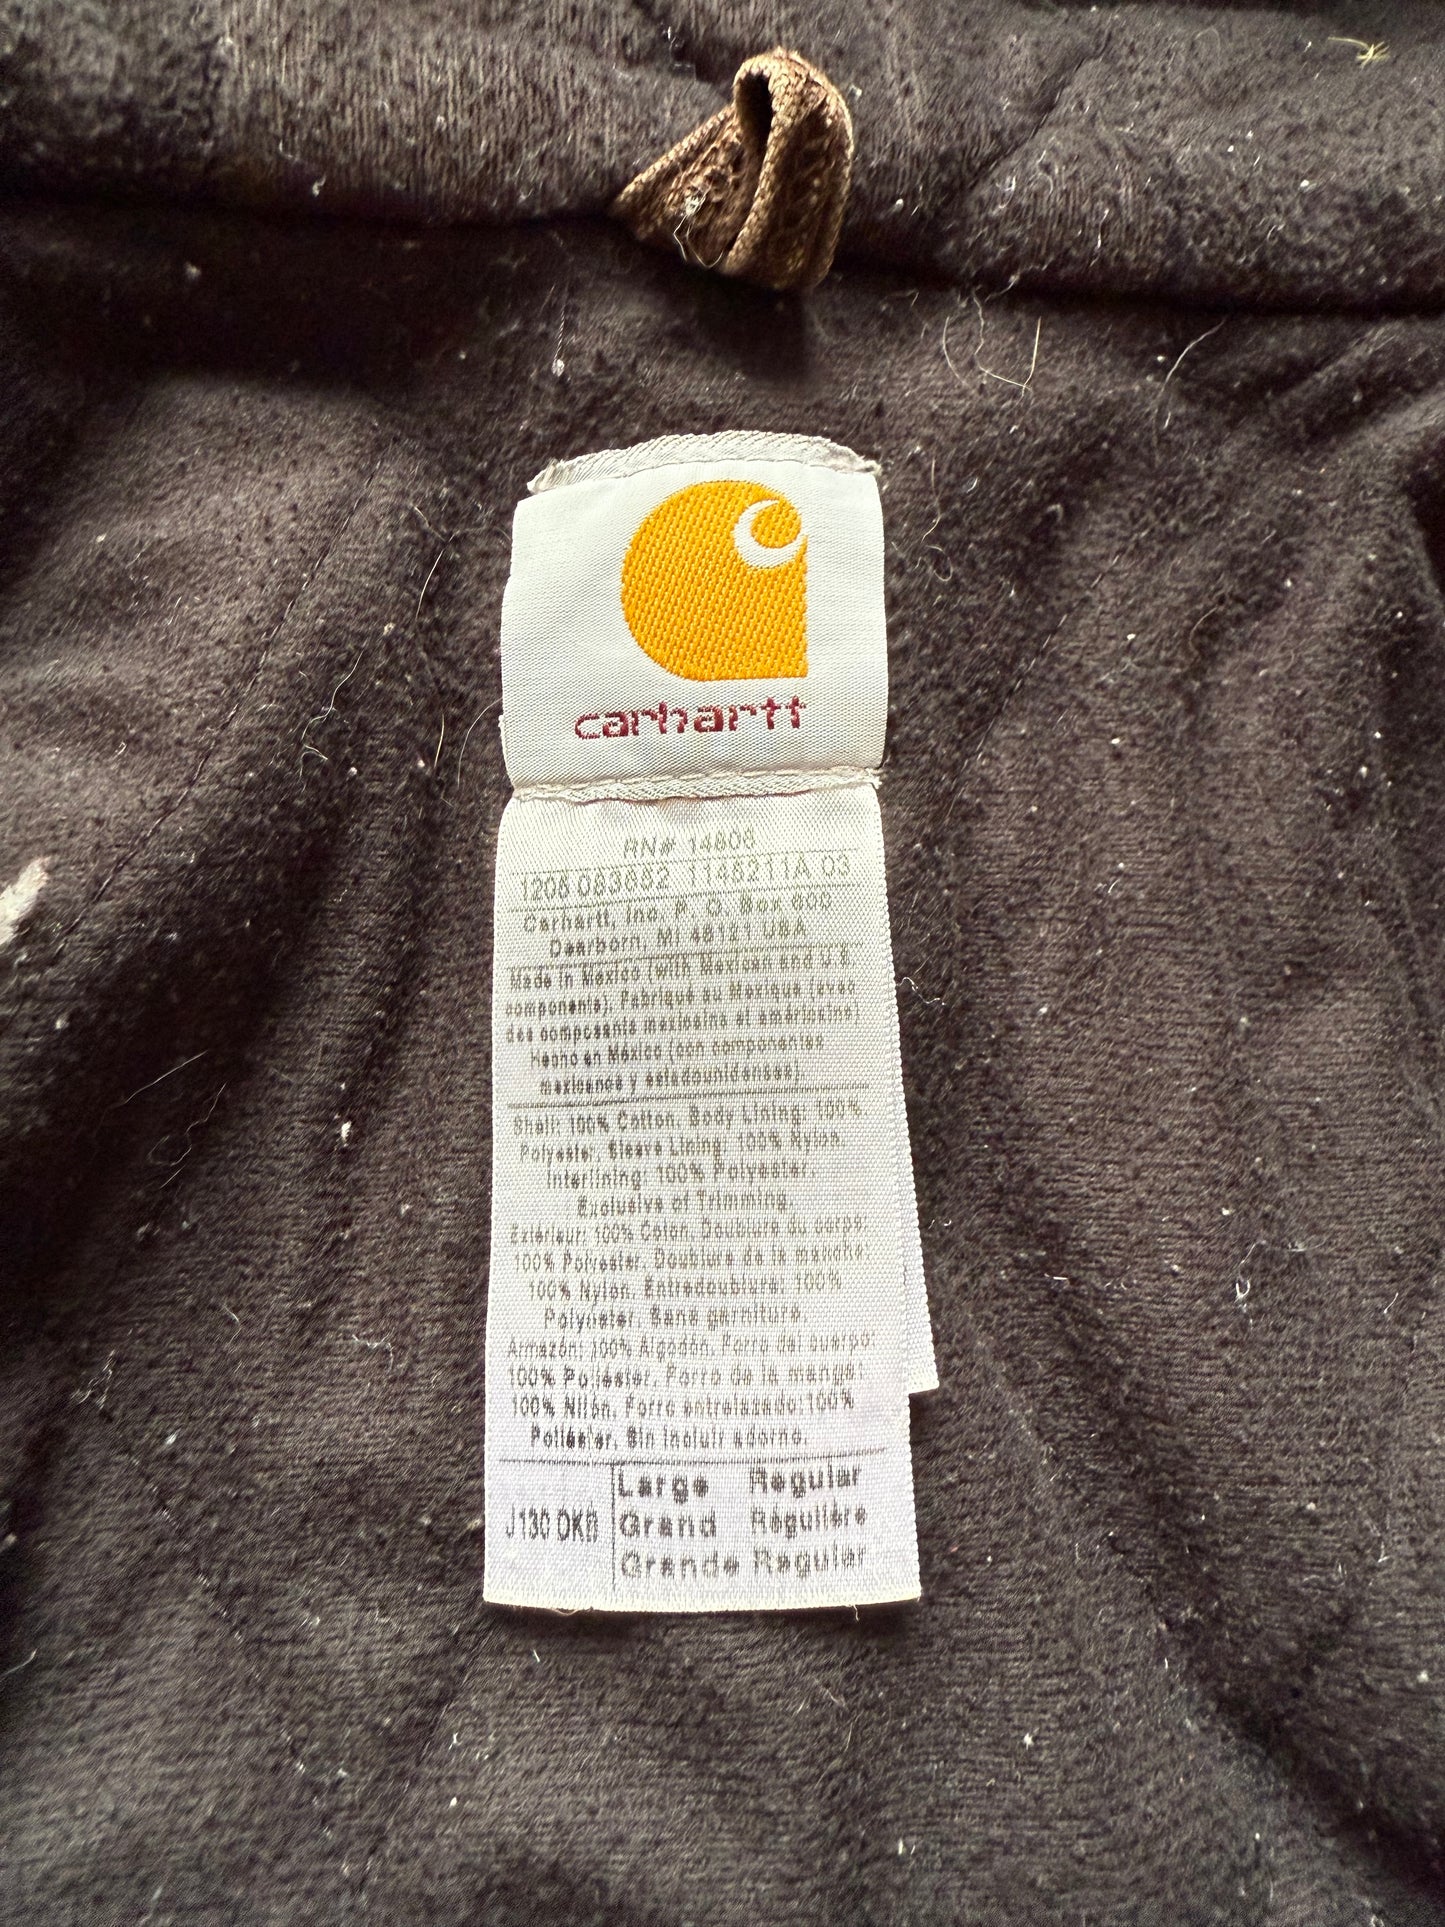 carhartt
RN# 14806
1206 083682 1148211A 03
Carhartt, Inc. P. O. Box 600
Dearborn, MI 48121 USA
Made in Mexico (with Mexican and U.S.
components). Fabriqué au Mexique (avec
des composants mexicains et américains)
Hecho en México (con componentes
mexicanos y estadounidenses)
Shell: 100% Cotton. Body Lining: 100%
Polyester. Sleeve Lining: 100% Nylon.
Interlining: 100% Polyester.
Exclusive of Trimming.
Extérieur: 100% Coton. Doublure du corps:
100% Polyester. Doublure de la manche:
100% Nylon. Entredoublure: 100%
Polyester. Sans garniture.
Armazón: 100% Algodón. Forro del cuerpo:
100% Poliéster. Forro de la manga:
100% Nilón. Forro entrelazado:100%
Poliéster. Sin incluir adorno.
J130 DKB
Large Regular
Grand Régulière
Grande Regular